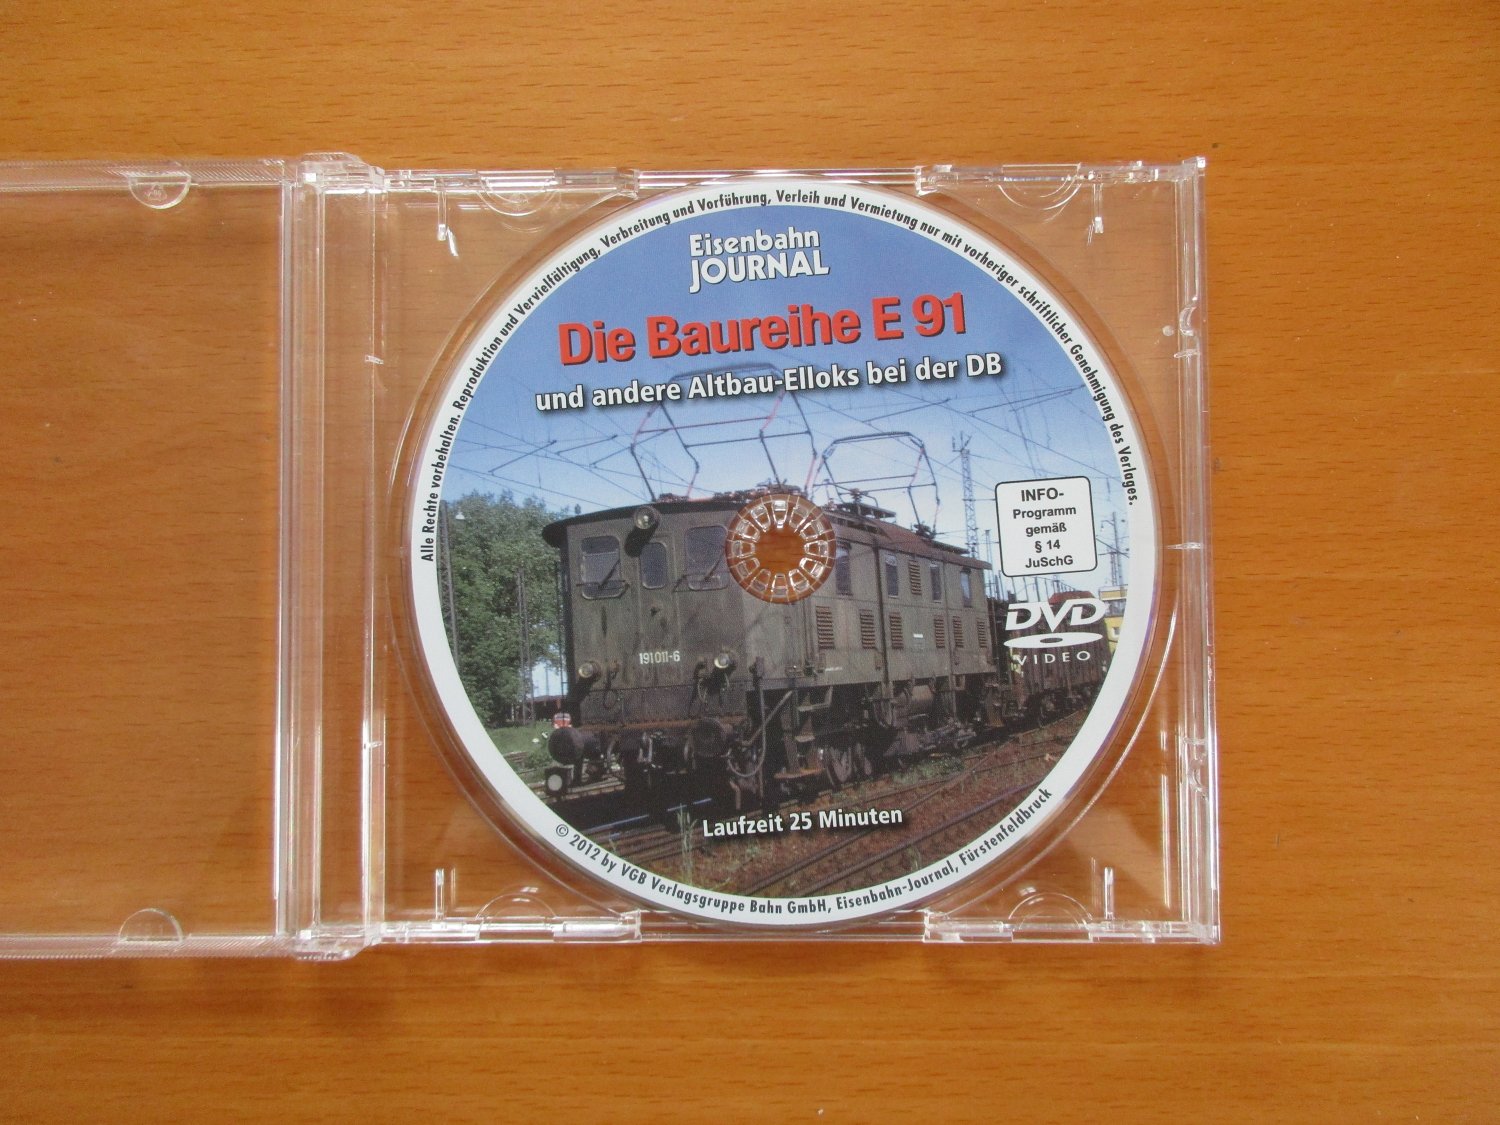 Alle Rechte vorbehalten. Reproduktion und Vervielfältigung, Verbreitung und Vorführung, Verleih und Vermietung nur mit vorheriger schriftlicher Genehmigung des Verlages.
Eisenbahn
JOURNAL
Die Baureihe E 91
und andere Altbau-Elloks bei der DB
INFO-
Programm
gemäß
§ 14
JuSchG
DVD
VIDEO
191 011-6
Laufzeit 25 Minuten
© 2012 by VGB Verlagsgruppe Bahn GmbH, Eisenbahn-Journal, Fürstenfeldbruck